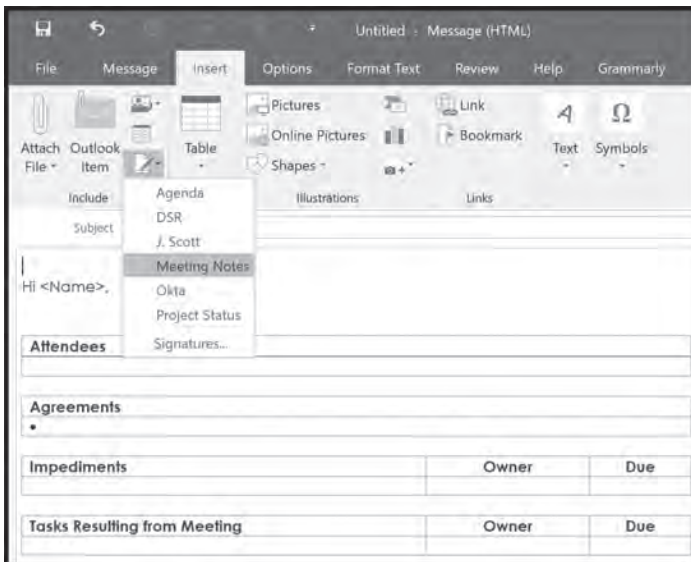 Untitled - Message (HTML)
File Message Insert Options Format Text Review Help Grammarly
Attach File
Outlook Item
Table
Pictures
Online Pictures
Shapes
Link
Bookmark
Text
Symbols
Include
Illustrations
Links
Agenda
DSR
J. Scott
Meeting Notes
Okta
Project Status
Signatures...
Subject
Hi <Name>,
Attendees
Agreements
•
Impediments Owner Due
Tasks Resulting from Meeting Owner Due